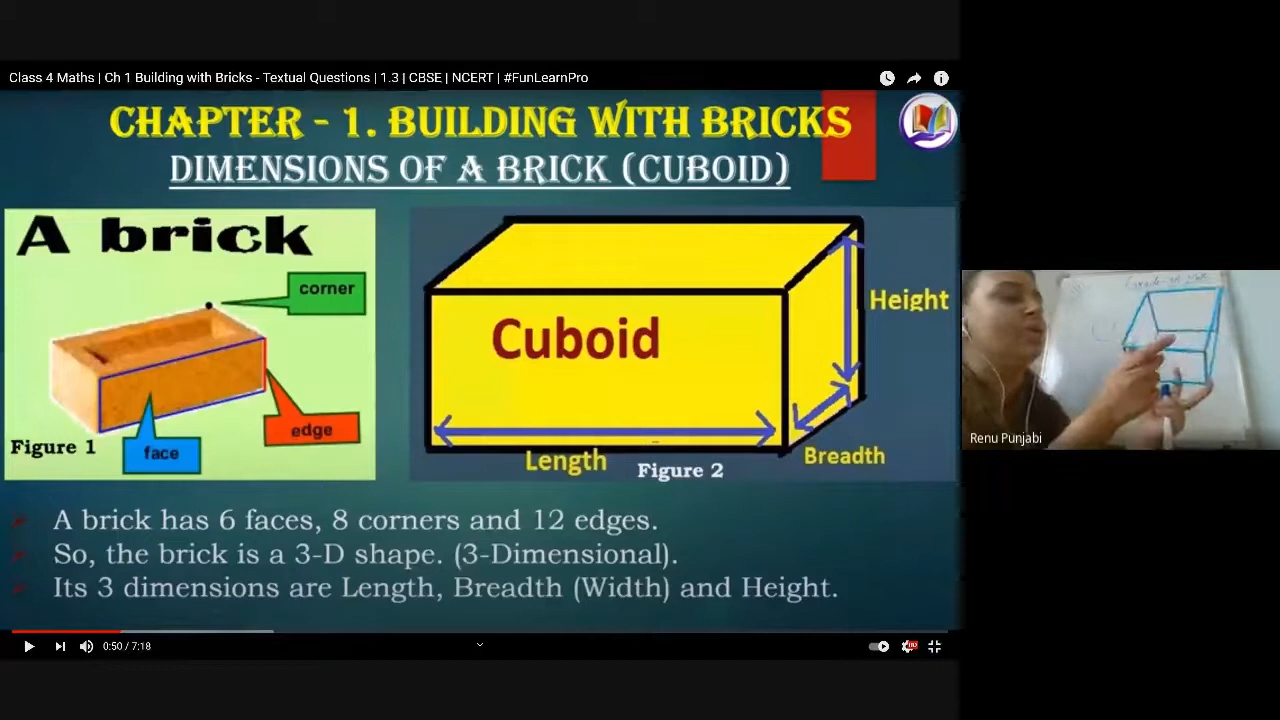 Class 4 Maths | Ch 1 Building with Bricks - Textual Questions | 1.3 | CBSE | NCERT | #FunLearnPro
CHAPTER - 1. BUILDING WITH BRICKS
DIMENSIONS OF A BRICK (CUBOID)
A brick
corner
edge
face
Figure 1
Cuboid
Height
Length
Breadth
Figure 2
A brick has 6 faces, 8 corners and 12 edges.
So, the brick is a 3-D shape. (3-Dimensional).
Its 3 dimensions are Length, Breadth (Width) and Height.
0:50 / 7:18
Renu Punjabi